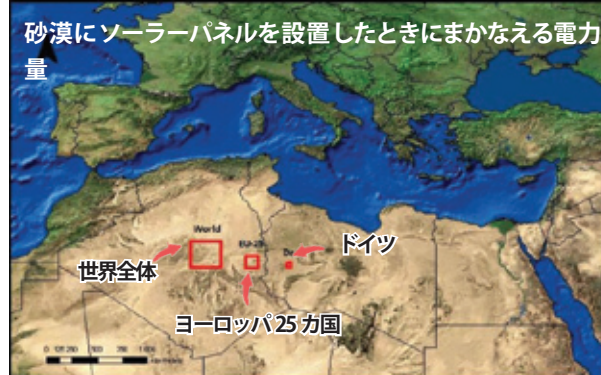 砂漠にソーラーパネルを設置したときにまかなえる電力
量
World
EU-25
De
ドイツ
世界全体
ヨーロッパ25カ国